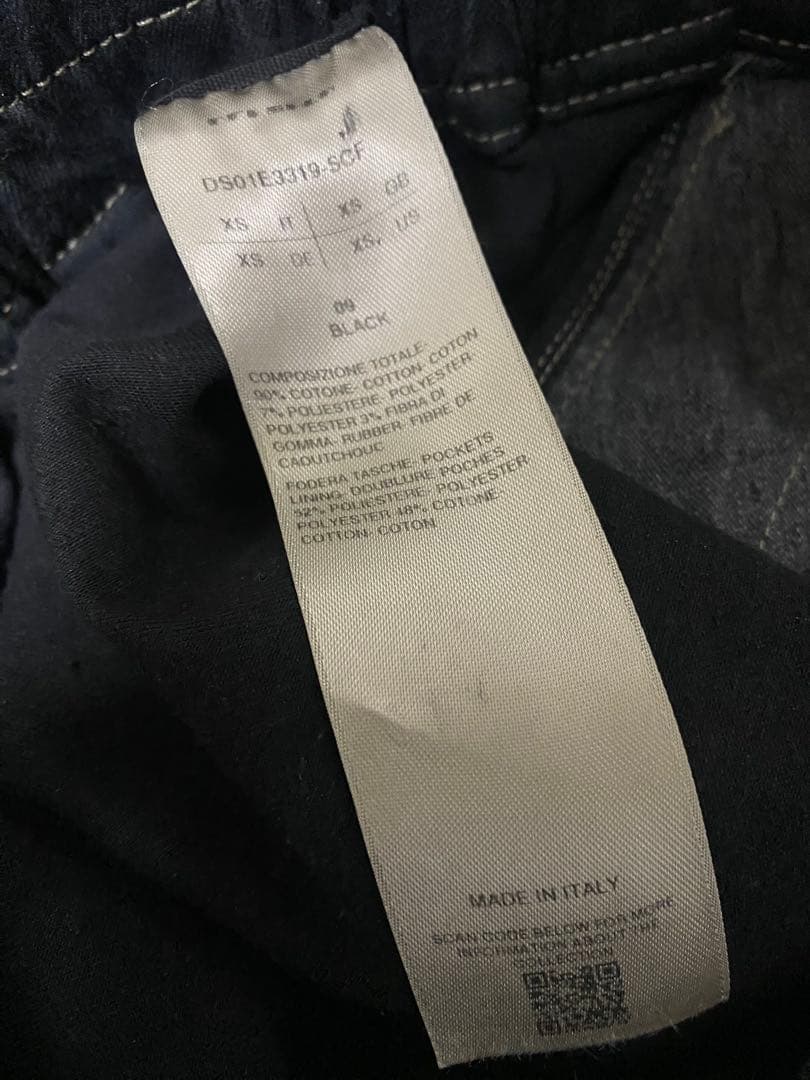 DS01E3319-SCF
XS IT XS GB
XS DE XS. US
09
BLACK
COMPOSIZIONE TOTALE-
90% COTONE- COTTON- COTON
7% POLIESTERE- POLYESTER-
POLYESTER 3% FIBRA DI
GOMMA- RUBBER- FIBRE DE
CAOUTCHOUC
FODERA TASCHE- POCKETS
LINING- DOUBLURE POCHES
52% POLIESTERE- POLYESTER-
POLYESTER 48% COTONE-
COTTON- COTON
MADE IN ITALY
SCAN CODE BELOW FOR MORE
INFORMATION ABOUT THE
COLLECTION